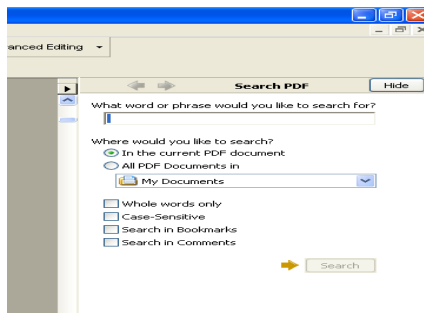 anced Editing
Search PDF
Hide
What word or phrase would you like to search for?
Where would you like to search?
In the current PDF document
All PDF Documents in
My Documents
Whole words only
Case-Sensitive
Search in Bookmarks
Search in Comments
Search